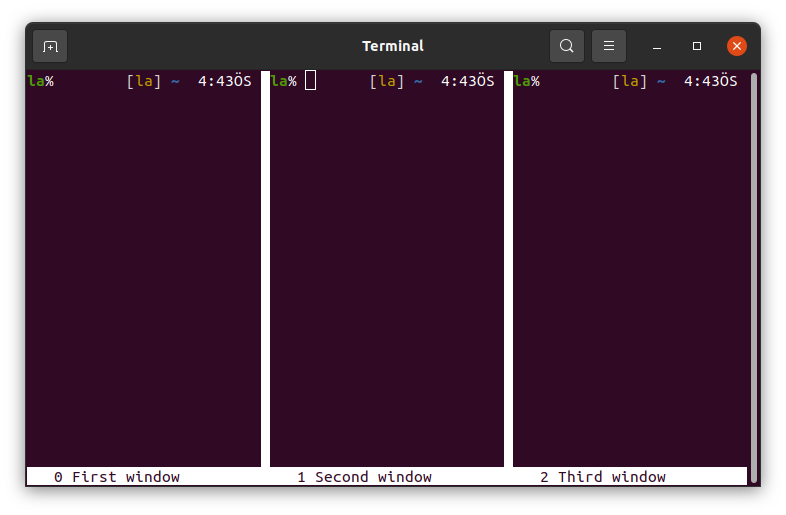 Terminal
la% [la] ~ 4:43ÖS la% [la] ~ 4:43ÖS la% [la] ~ 4:43ÖS
0 First window 1 Second window 2 Third window